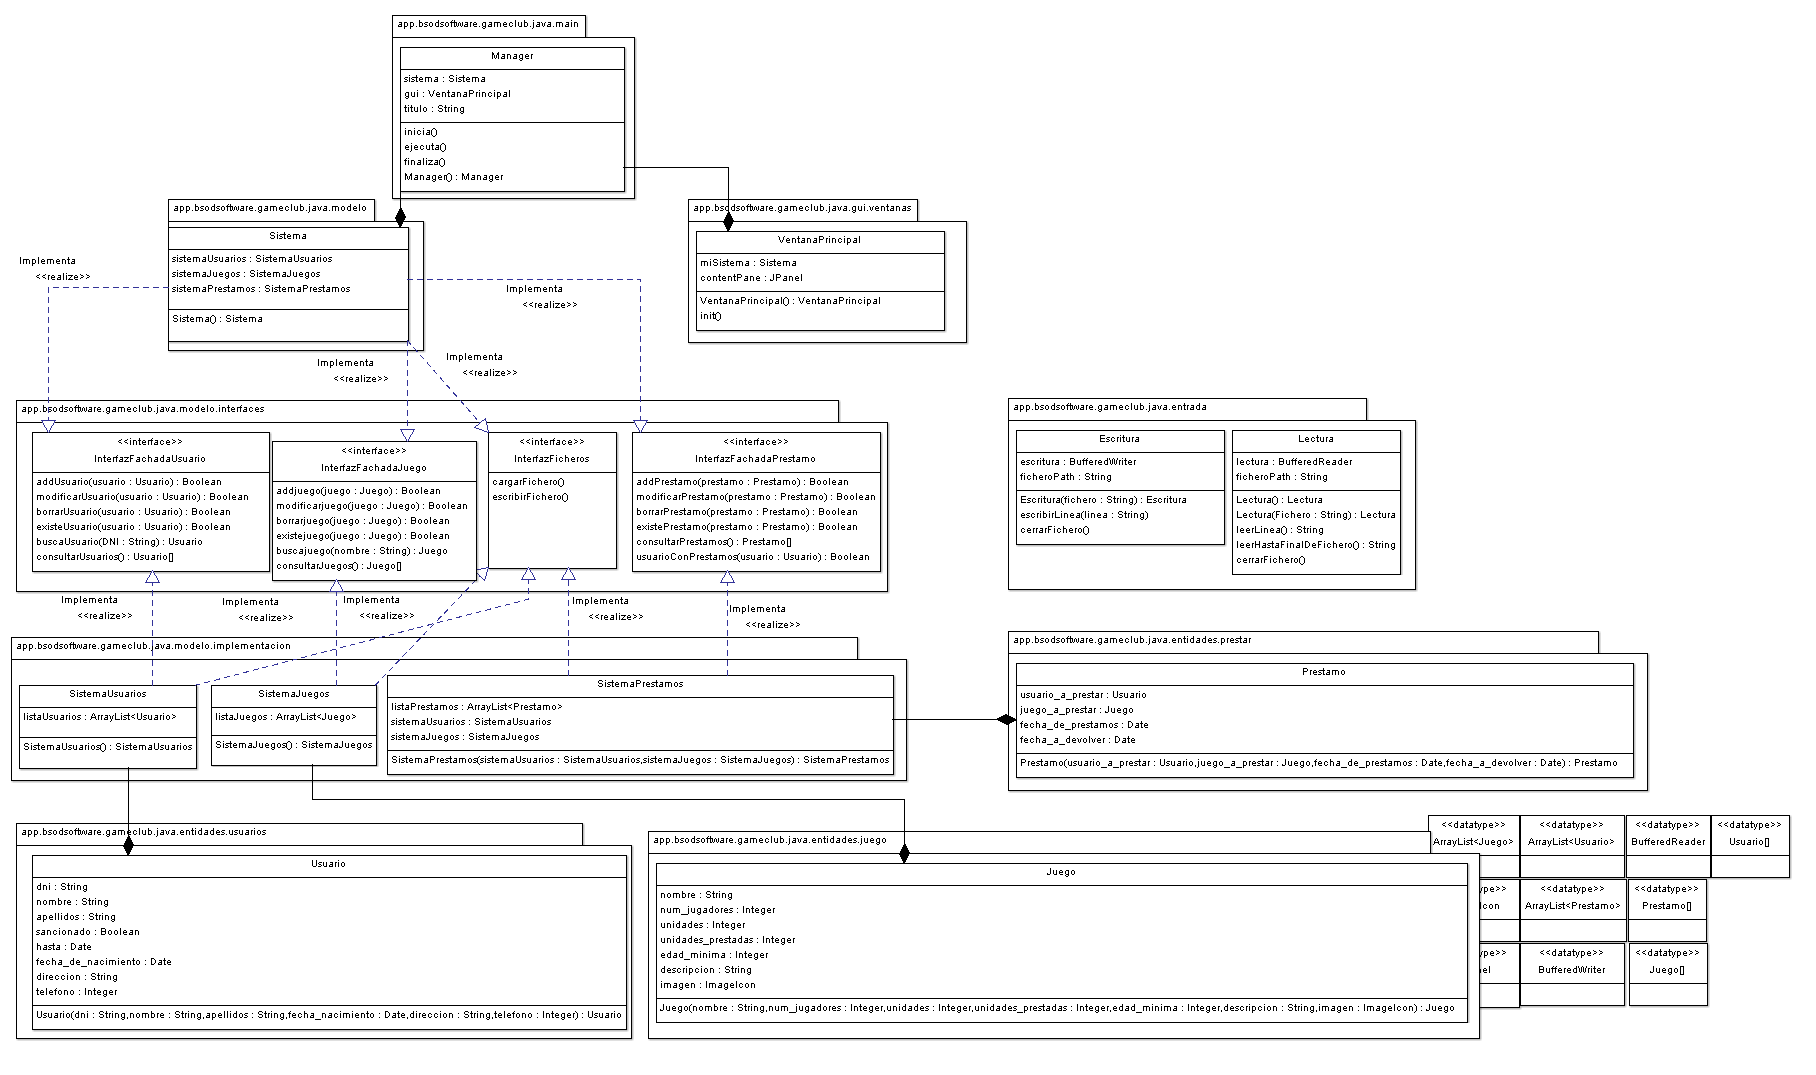 app.bsodsoftware.gameclub.java.main
Manager
sistema : Sistema
gui : VentanaPrincipal
titulo : String
inicia()
ejecuta()
finaliza()
Manager() : Manager
app.bsodsoftware.gameclub.java.modelo
Sistema
sistemaUsuarios : SistemaUsuarios
sistemaJuegos : SistemaJuegos
sistemaPrestamos : SistemaPrestamos
Sistema() : Sistema
app.bsodsoftware.gameclub.java.gui.ventanas
VentanaPrincipal
miSistema : Sistema
contentPane : JPanel
VentanaPrincipal() : VentanaPrincipal
init()
Implementa
<<realize>>
Implementa
<<realize>>
Implementa
<<realize>>
Implementa
<<realize>>
app.bsodsoftware.gameclub.java.modelo.interfaces
<<interface>>
InterfazFachadaUsuario
addUsuario(usuario : Usuario) : Boolean
modificarUsuario(usuario : Usuario) : Boolean
borrarUsuario(usuario : Usuario) : Boolean
existeUsuario(usuario : Usuario) : Boolean
buscaUsuario(DNI : String) : Usuario
consultarUsuarios() : Usuario[]
<<interface>>
InterfazFachadaJuego
addjuego(juego : Juego) : Boolean
modificarjuego(juego : Juego) : Boolean
borrarjuego(juego : Juego) : Boolean
existejuego(juego : Juego) : Boolean
buscajuego(nombre : String) : Juego
consultarJuegos() : Juego[]
<<interface>>
InterfazFicheros
cargarFichero()
escribirFichero()
<<interface>>
InterfazFachadaPrestamo
addPrestamo(prestamo : Prestamo) : Boolean
modificarPrestamo(prestamo : Prestamo) : Boolean
borrarPrestamo(prestamo : Prestamo) : Boolean
existePrestamo(prestamo : Prestamo) : Boolean
consultarPrestamos() : Prestamo[]
usuarioConPrestamos(usuario : Usuario) : Boolean
app.bsodsoftware.gameclub.java.entrada
Escritura
escritura : BufferedWriter
ficheroPath : String
Escritura(fichero : String) : Escritura
escribirLinea(linea : String)
cerrarFichero()
Lectura
lectura : BufferedReader
ficheroPath : String
Lectura() : Lectura
Lectura(Fichero : String) : Lectura
leerLinea() : String
leerHastaFinalDeFichero() : String
cerrarFichero()
Implementa
<<realize>>
Implementa
<<realize>>
Implementa
<<realize>>
Implementa
<<realize>>
Implementa
<<realize>>
app.bsodsoftware.gameclub.java.modelo.implementacion
SistemaUsuarios
listaUsuarios : ArrayList<Usuario>
SistemaUsuarios() : SistemaUsuarios
SistemaJuegos
listaJuegos : ArrayList<Juego>
SistemaJuegos() : SistemaJuegos
SistemaPrestamos
listaPrestamos : ArrayList<Prestamo>
sistemaUsuarios : SistemaUsuarios
sistemaJuegos : SistemaJuegos
SistemaPrestamos(sistemaUsuarios : SistemaUsuarios,sistemaJuegos : SistemaJuegos) : SistemaPrestamos
app.bsodsoftware.gameclub.java.entidades.prestar
Prestamo
usuario_a_prestar : Usuario
juego_a_prestar : Juego
fecha_de_prestamos : Date
fecha_a_devolver : Date
Prestamo(usuario_a_prestar : Usuario,juego_a_prestar : Juego,fecha_de_prestamos : Date,fecha_a_devolver : Date) : Prestamo
app.bsodsoftware.gameclub.java.entidades.usuarios
Usuario
dni : String
nombre : String
apellidos : String
sancionado : Boolean
hasta : Date
fecha_de_nacimiento : Date
direccion : String
telefono : Integer
Usuario(dni : String,nombre : String,apellidos : String,fecha_nacimiento : Date,direccion : String,telefono : Integer) : Usuario
app.bsodsoftware.gameclub.java.entidades.juego
Juego
nombre : String
num_jugadores : Integer
unidades : Integer
unidades_prestadas : Integer
edad_minima : Integer
descripcion : String
imagen : ImageIcon
Juego(nombre : String,num_jugadores : Integer,unidades : Integer,unidades_prestadas : Integer,edad_minima : Integer,descripcion : String,imagen : ImageIcon) : Juego
<<datatype>>
ArrayList<Juego>
<<datatype>>
ArrayList<Usuario>
<<datatype>>
BufferedReader
<<datatype>>
Usuario[]
<<datatype>>
ArrayList<Prestamo>
<<datatype>>
Prestamo[]
<<datatype>>
BufferedWriter
<<datatype>>
Juego[]